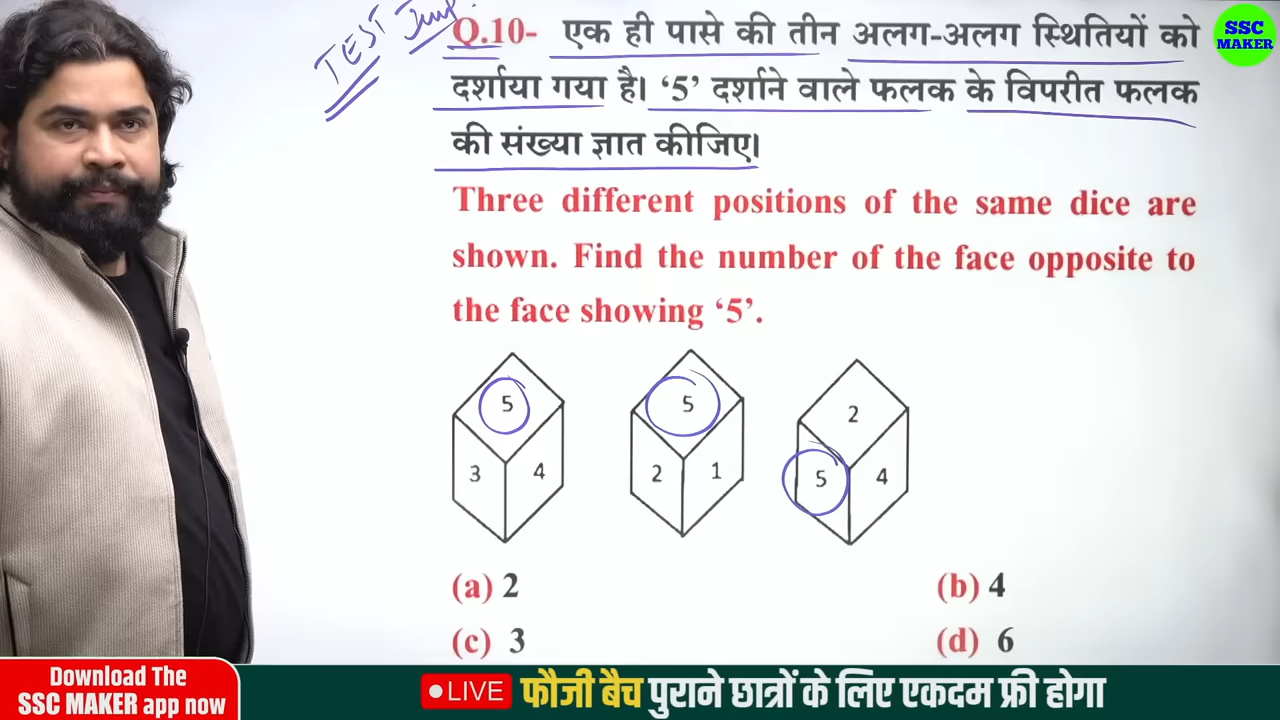 TEST
SSC
MAKER
Q.10- एक ही पासे की तीन अलग-अलग स्थितियों को
दर्शाया गया है। ‘5’ दर्शाने वाले फलक के विपरीत फलक
की संख्या ज्ञात कीजिए।
Three different positions of the same dice are
shown. Find the number of the face opposite to
the face showing ‘5’.
5
3 4
5
2 1
2
5 4
(a) 2
(b) 4
(c) 3
(d) 6
Download The
SSC MAKER app now
LIVE
फौजी बैच पुराने छात्रों के लिए एकदम फ्री होगा